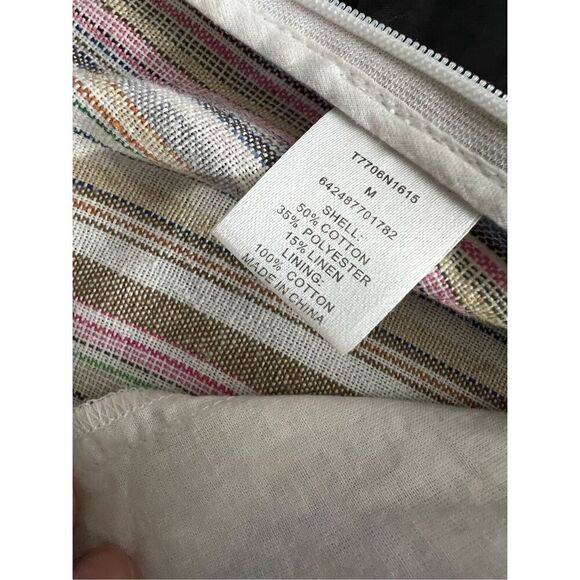 T7706N1615
M
642487701782
SHELL:
50% COTTON
35% POLYESTER
15% LINEN
LINING:
100% COTTON
MADE IN CHINA